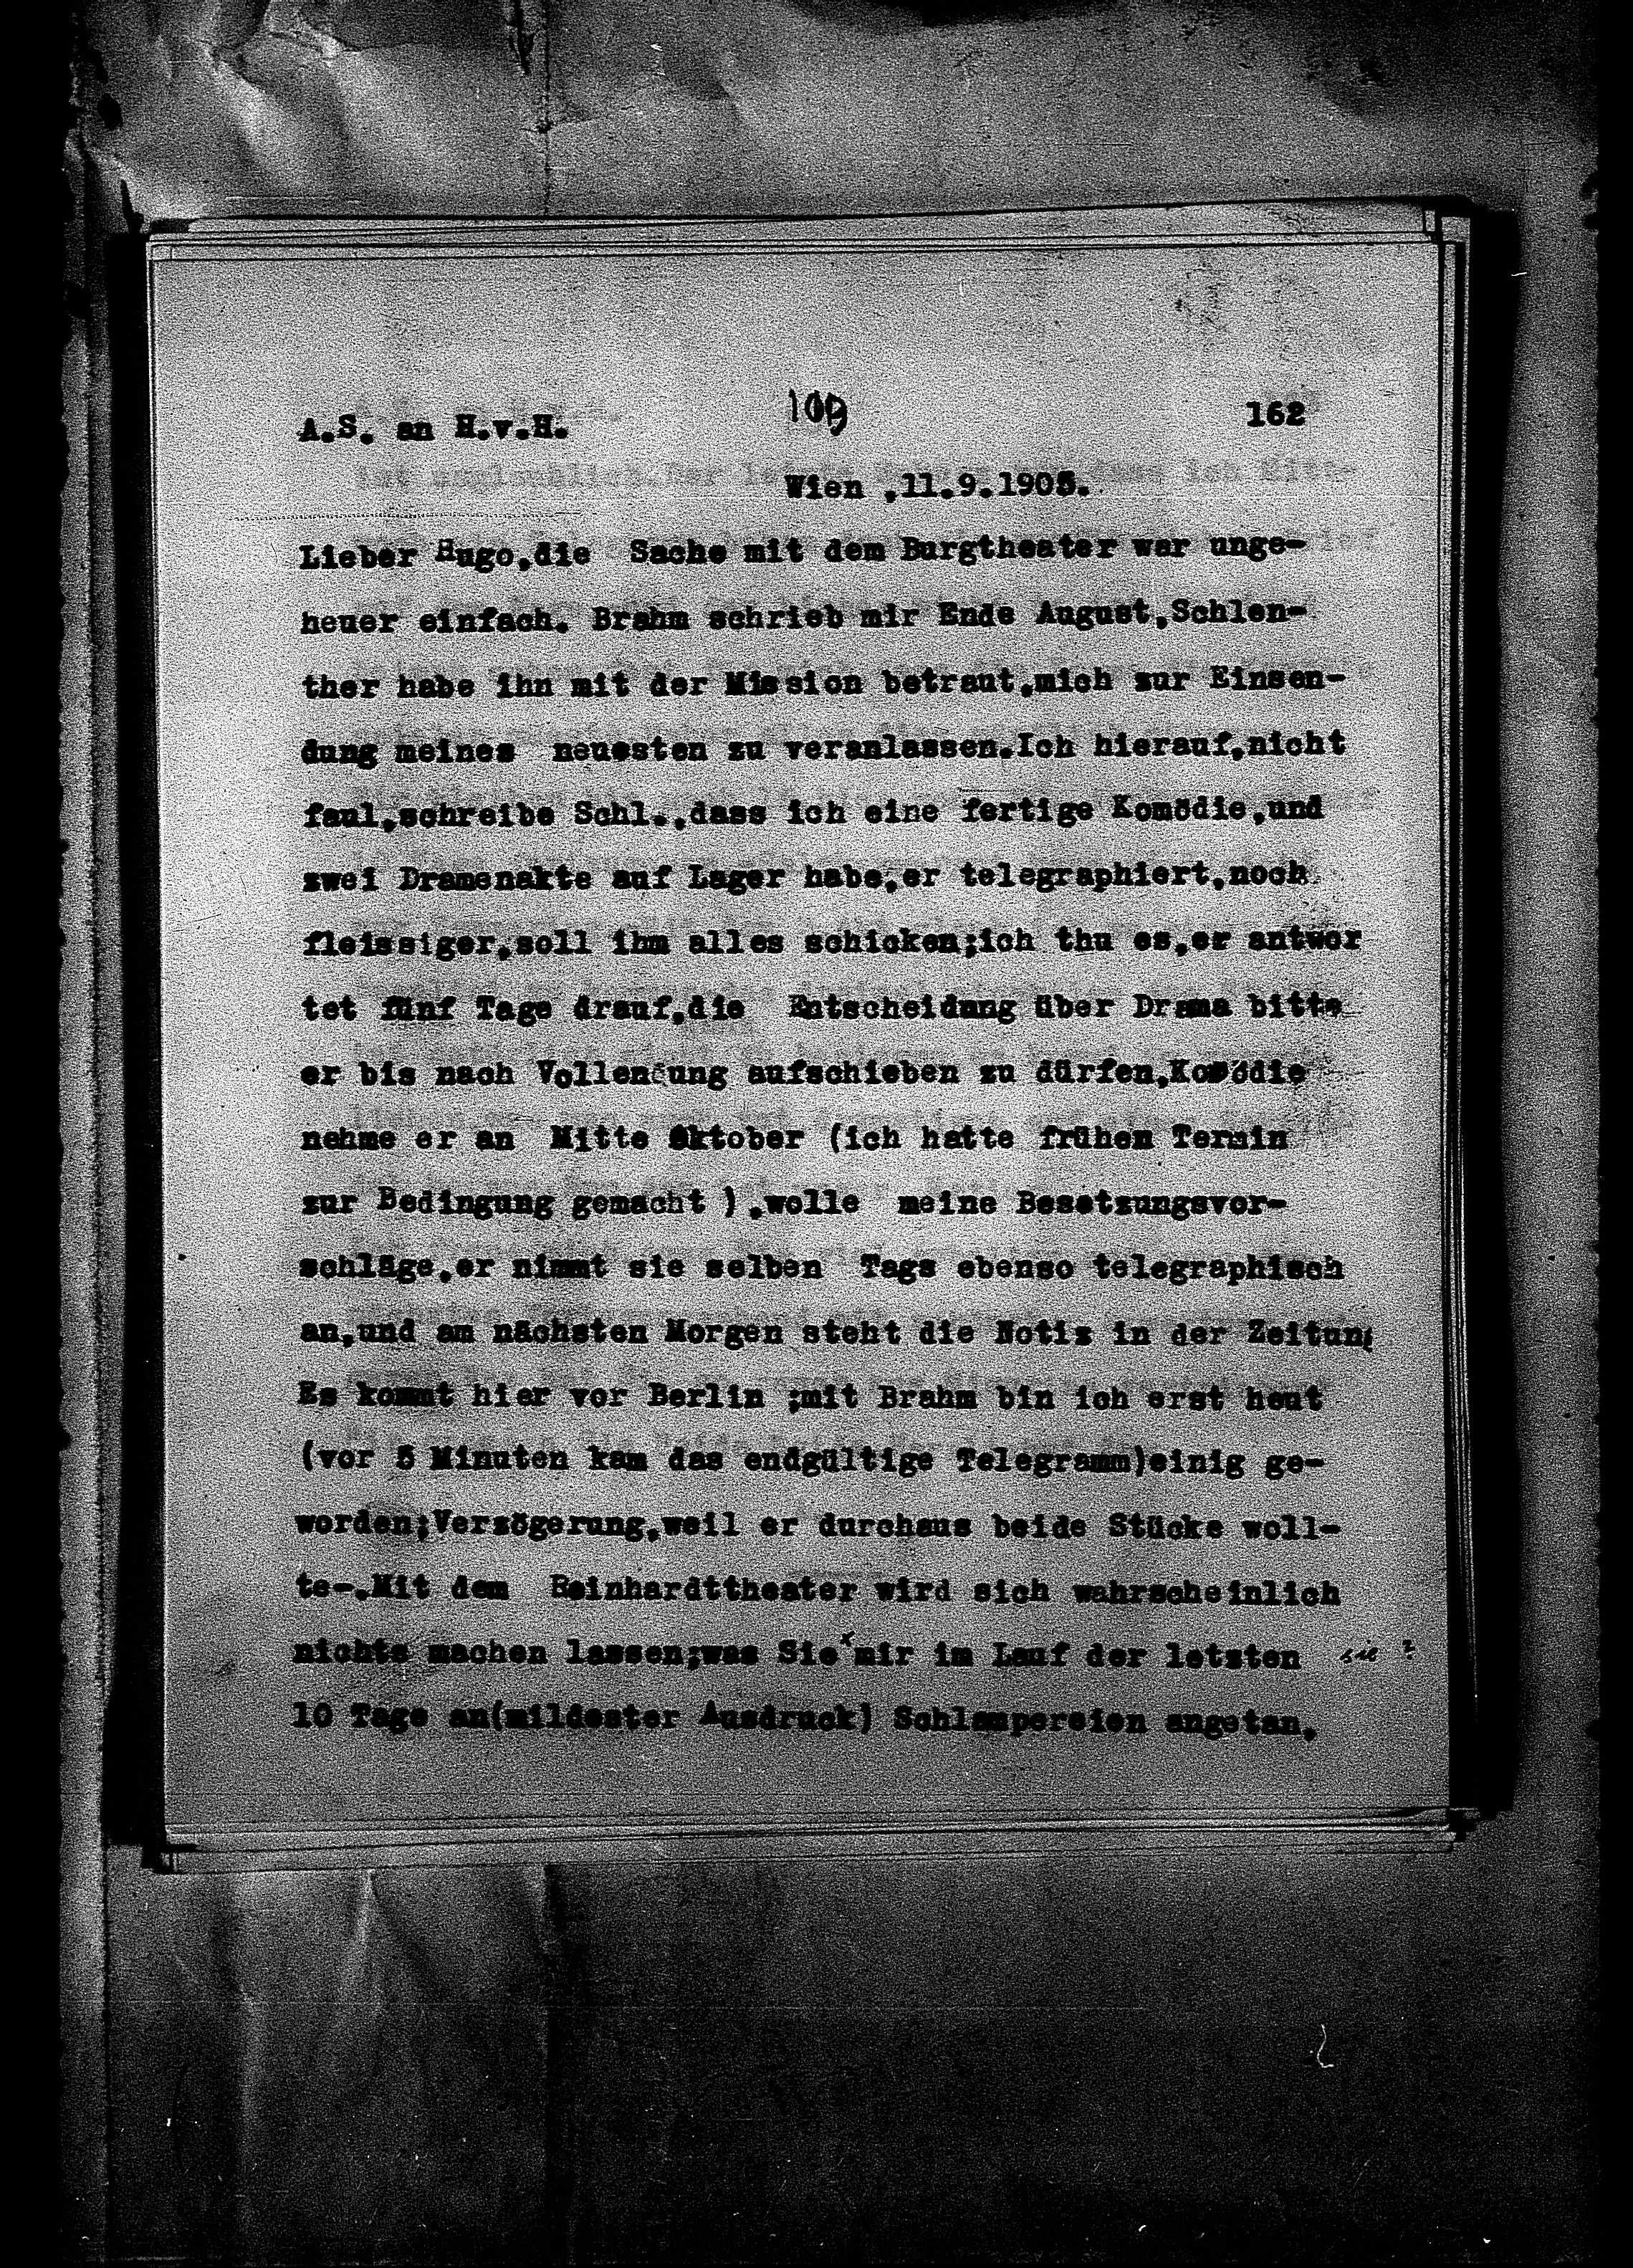 A.S. an H.v.H. 109 162
Wien ,11.9.1905.
Lieber Hugo,die Sache mit dem Burgtheater war unge-
heuer einfach. Brahm schrieb mir Ende August,Schlen-
ther habe ihn mit der Mission betraut,mich zur Einsen-
dung meines neuesten zu veranlassen.Ich hierauf,nicht
faul,schreibe Schl.,dass ich eine fertige Komödie,und
zwei Dramenakte auf Lager habe,er telegraphiert,noch
fleissiger,soll ihm alles schicken;ich thu es,er antwor
tet fünf Tage drauf,die Entscheidung über Drama bitte
er bis nach Vollendung aufschieben zu dürfen,Komödie
nehme er an Mitte Oktober (ich hatte frühen Termin
zur Bedingung gemacht ),wolle meine Besetzungsvor-
schläge,er nimmt sie selben Tags ebenso telegraphisch
an,und am nächsten Morgen steht die Notiz in der Zeitung
Es kommt hier vor Berlin ;mit Brahm bin ich erst heut
(vor 5 Minuten kam das endgültige Telegramm)einig ge-
worden;Verzögerung,weil er durchaus beide Stücke woll-
te-.Mit dem Reinhardttheater wird sich wahrscheinlich
nichts machen lassen;was Sie x mir im Lauf der letzten sie ?
10 Tage an(mildester Ausdruck) Schlampereien angetan.